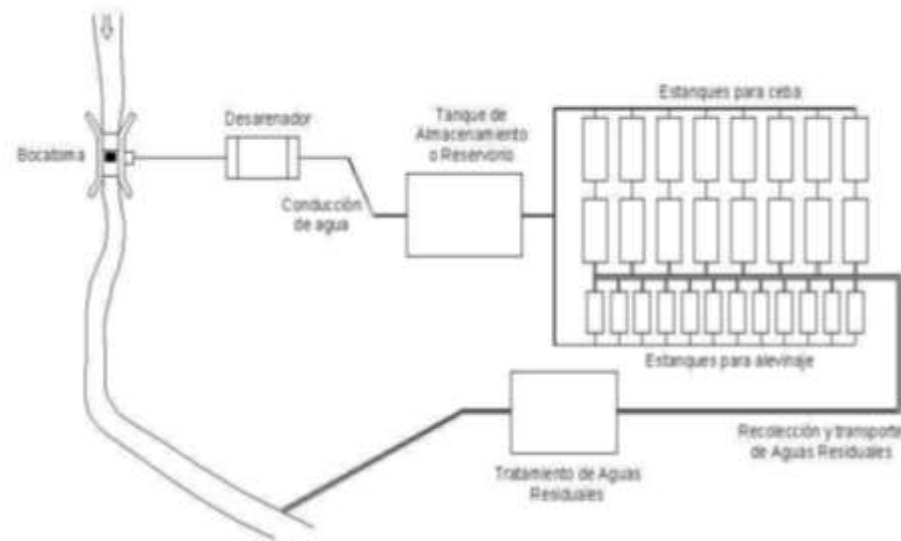 Estanques para ceba
Tanque de
Almacenamiento
o Reservorio
Desarenador
Bocatoma
Conducción
de agua
Estanques para alevinaje
Recolección y transporte
de Aguas Residuales
Tratamiento de Aguas
Residuales